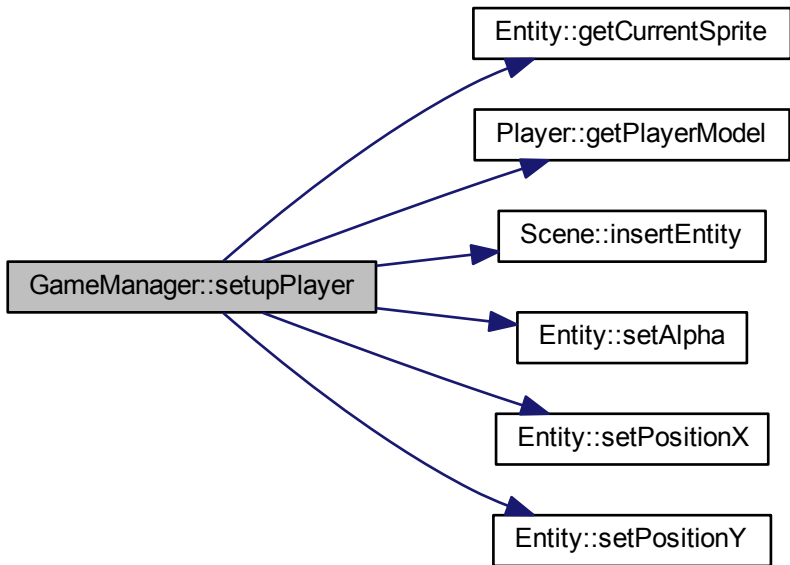 Entity::getCurrentSprite
Player::getPlayerModel
Scene::insertEntity
GameManager::setupPlayer
Entity::setAlpha
Entity::setPositionX
Entity::setPositionY